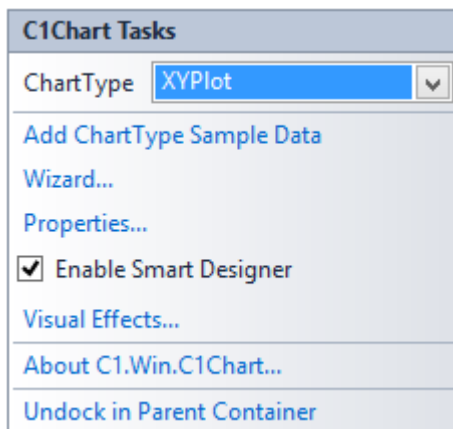 C1Chart Tasks
ChartType XYPlot
Add ChartType Sample Data
Wizard...
Properties...
Enable Smart Designer
Visual Effects...
About C1.Win.C1Chart...
Undock in Parent Container